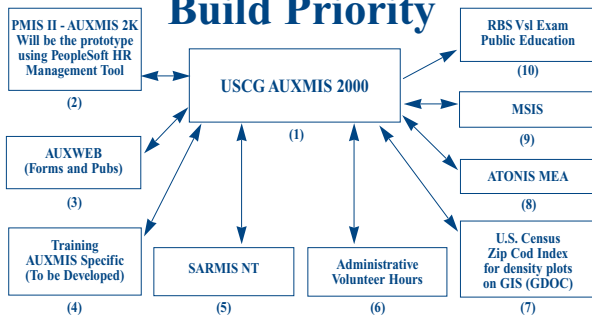 Build Priority
PMIS II - AUXMIS 2K
Will be the prototype
using PeopleSoft HR
Management Tool
(2)
USCG AUXMIS 2000
(1)
RBS Vsl Exam
Public Education
(10)
MSIS
(9)
AUXWEB
(Forms and Pubs)
(3)
ATONIS MEA
(8)
Training
AUXMIS Specific
(To be Developed)
(4)
SARMIS NT
(5)
Administrative
Volunteer Hours
(6)
U.S. Census
Zip Cod Index
for density plots
on GIS (GDOC)
(7)